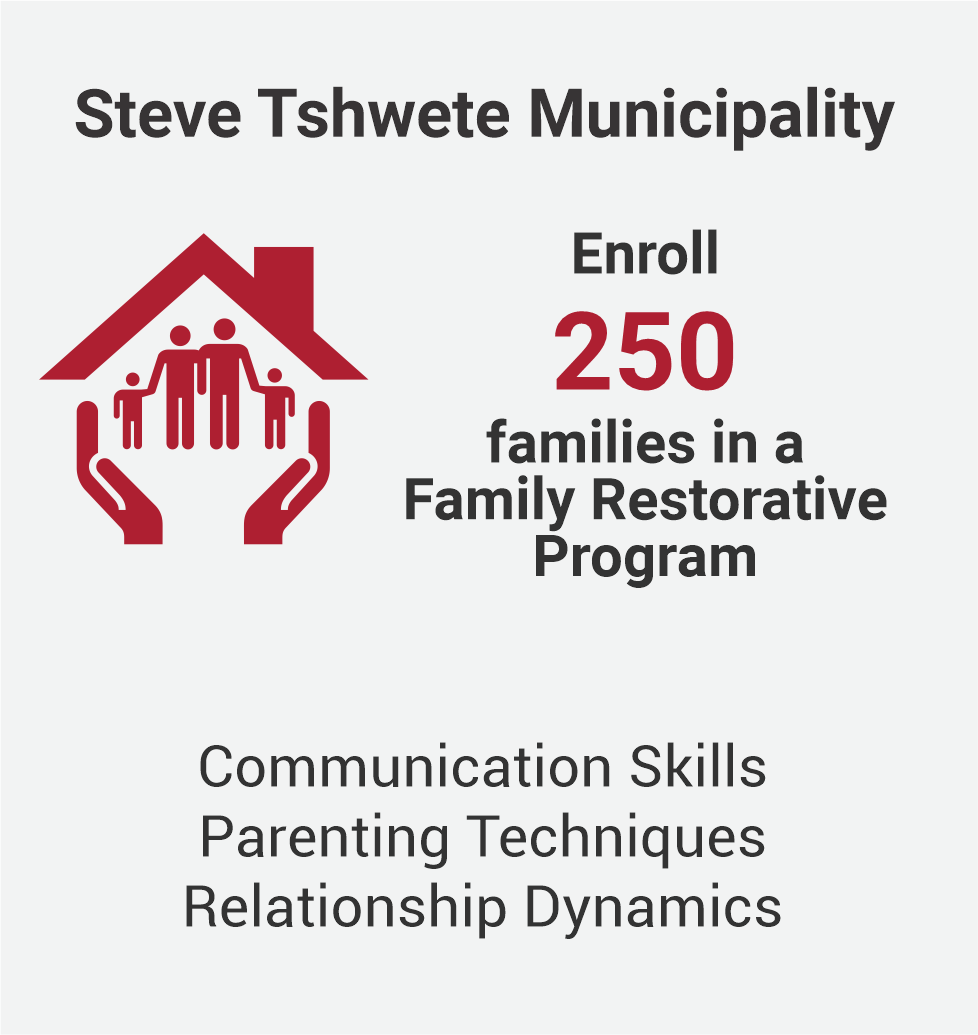 Steve Tshwete Municipality
Enroll
250
families in a
Family Restorative
Program
Communication Skills
Parenting Techniques
Relationship Dynamics